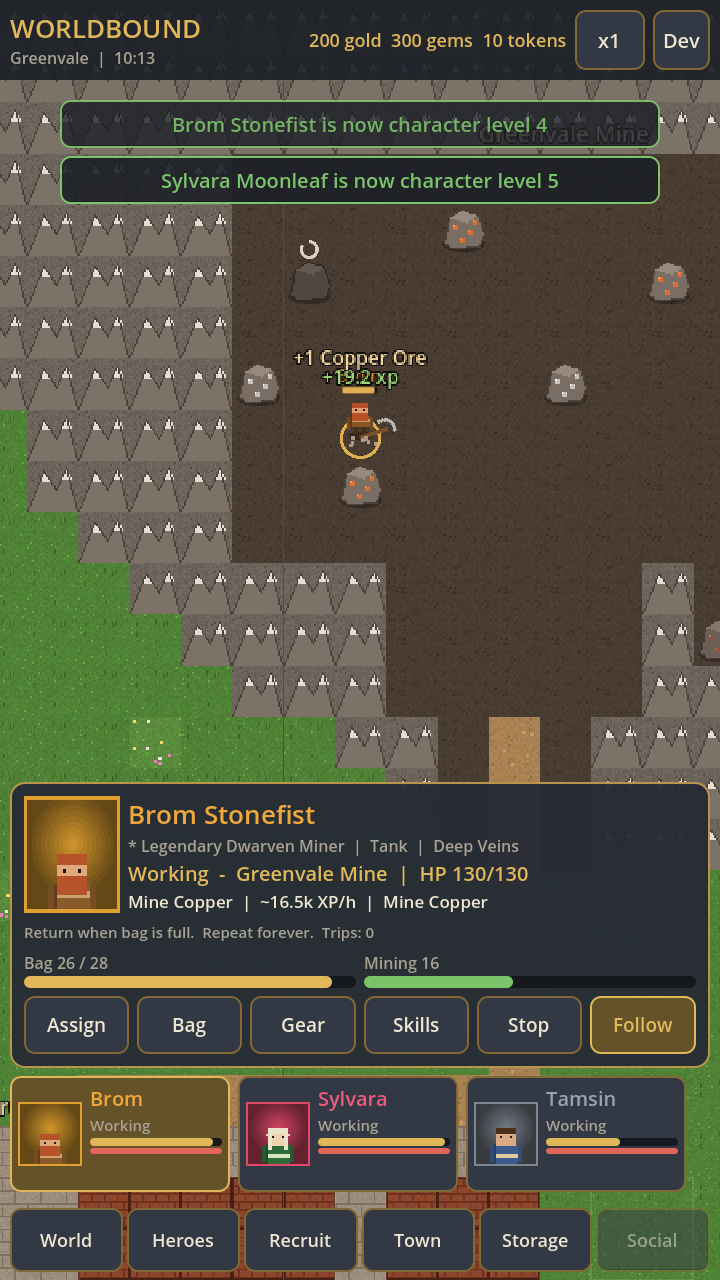 WORLDBOUND
Greenvale | 10:13
200 gold 300 gems 10 tokens
x1
Dev
Brom Stonefist is now character level 4
Greenvale Mine
Sylvara Moonleaf is now character level 5
+1 Copper Ore
+19.2 xp
Brom Stonefist
* Legendary Dwarven Miner | Tank | Deep Veins
Working - Greenvale Mine | HP 130/130
Mine Copper | ~16.5k XP/h | Mine Copper
Return when bag is full. Repeat forever. Trips: 0
Bag 26 / 28
Mining 16
Assign
Bag
Gear
Skills
Stop
Follow
Brom
Working
Sylvara
Working
Tamsin
Working
World
Heroes
Recruit
Town
Storage
Social